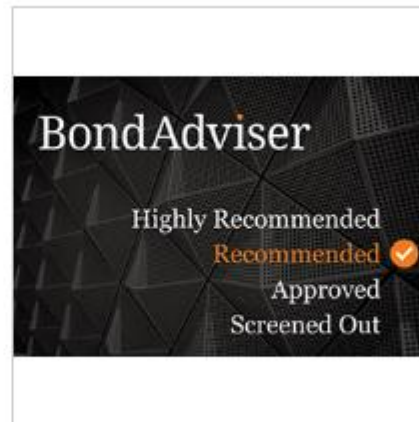 BondAdviser
Highly Recommended
Recommended
Approved
Screened Out